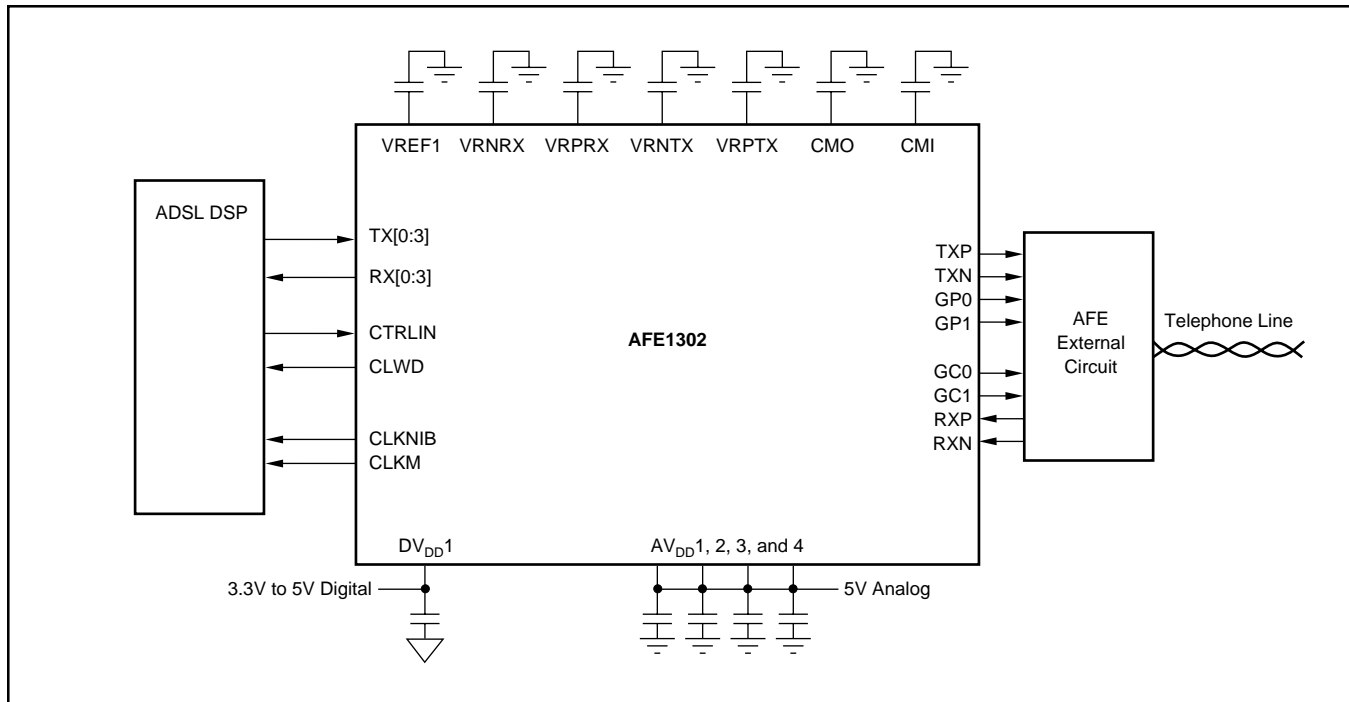 VREF1 VRNRX VRPRX VRNTX VRPTX CMO CMI
ADSL DSP
TX[0:3]
RX[0:3]
CTRLIN
CLWD
CLKNIB
CLKM
AFE1302
TXP
TXN
GP0
GP1
GC0
GC1
RXP
RXN
AFE
External
Circuit
Telephone Line
DVDD1
AVDD1, 2, 3, and 4
3.3V to 5V Digital
5V Analog